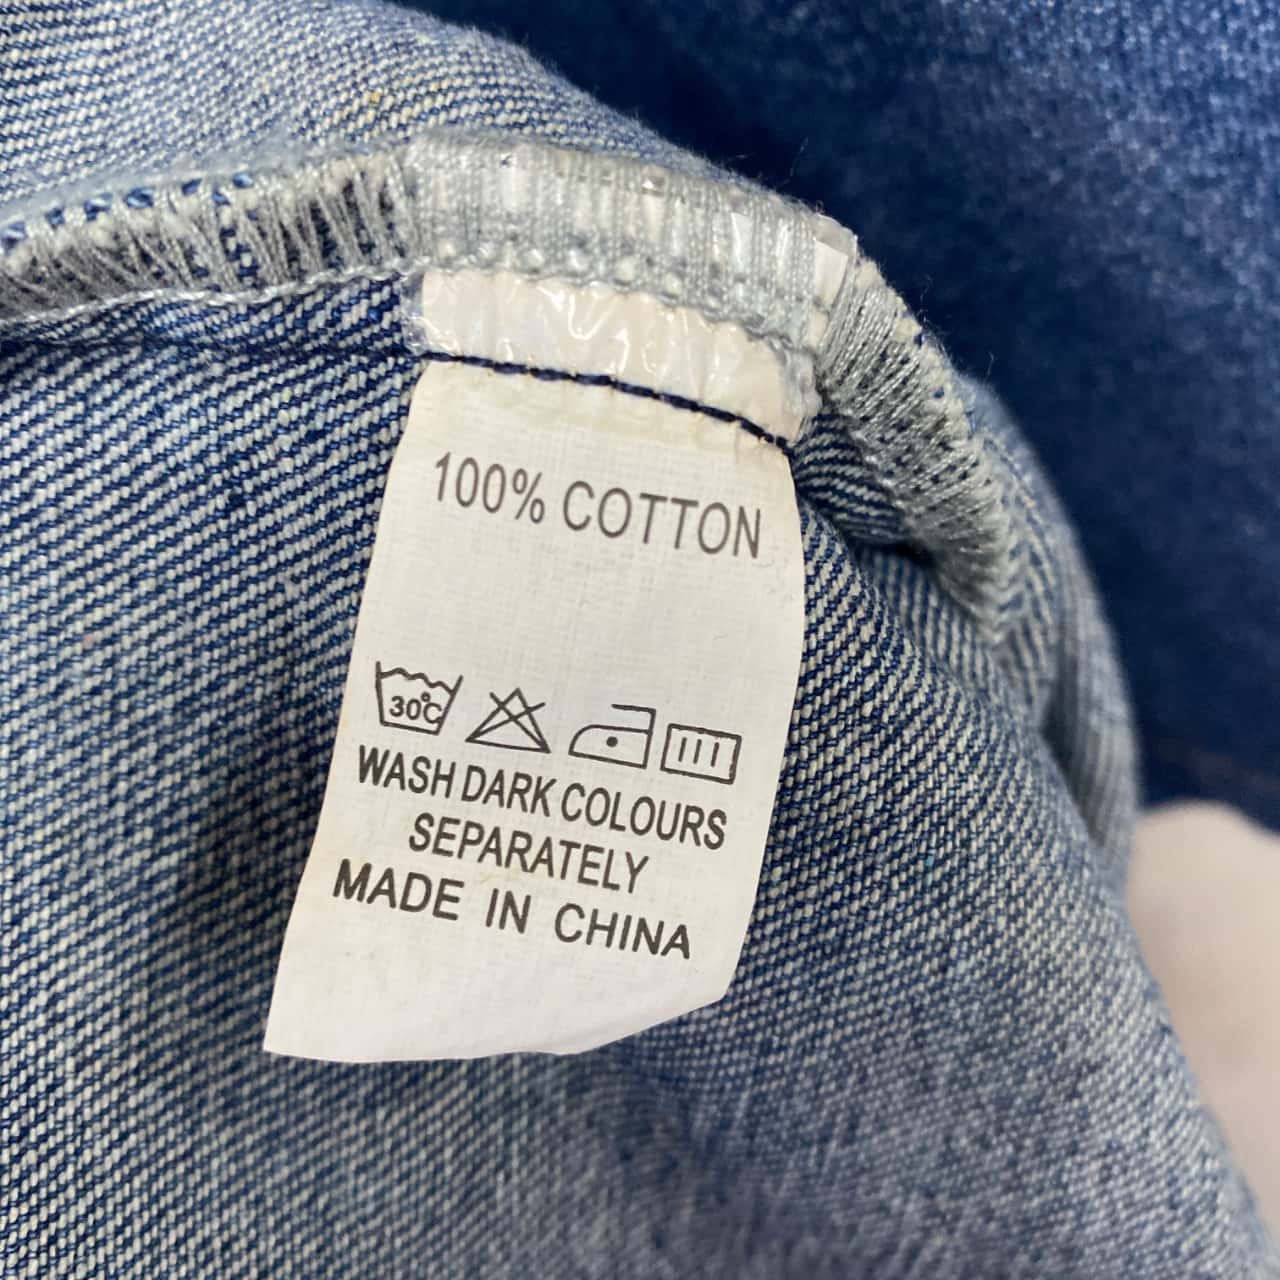 100% COTTON
30°C
WASH DARK COLOURS
SEPARATELY
MADE IN CHINA